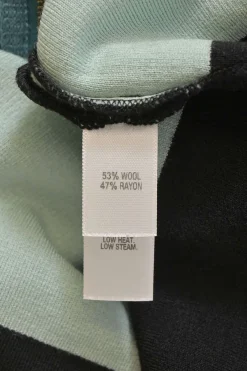 53% WOOL
47% RAYON
LOW HEAT.
LOW STEAM.